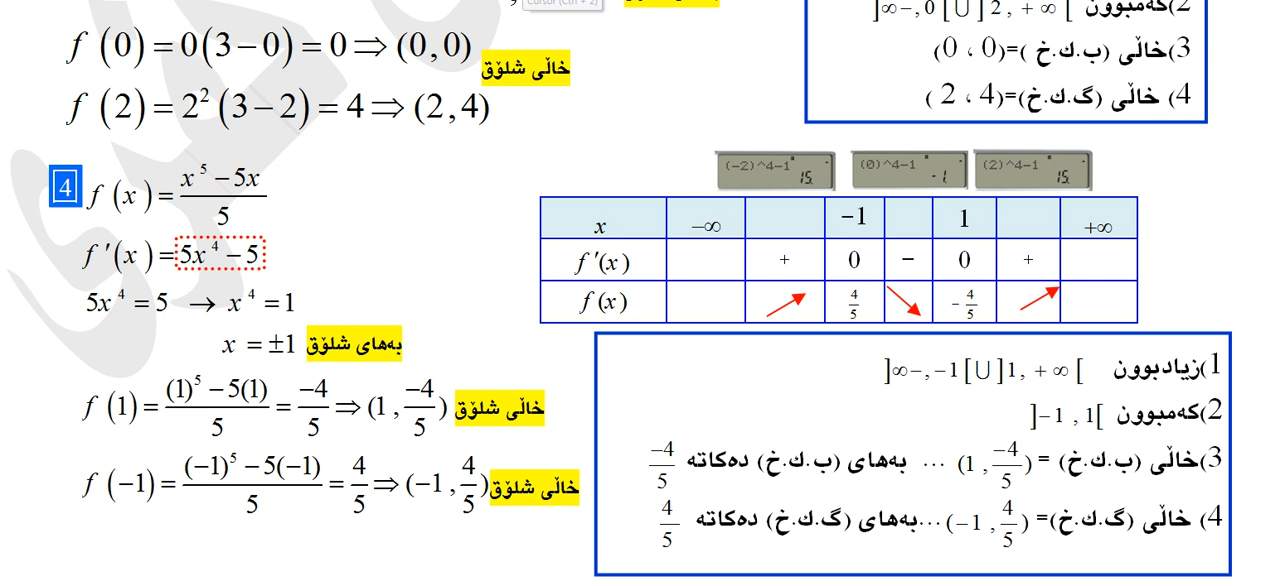 Cursor (Ctrl + 2)
f (0) = 0(3 − 0) = 0 ⇒ (0,0)
خاڵی شلۆق
f (2) = 2² (3 − 2) = 4 ⇒ (2,4)
2)کەمبوون ]∞−,0[⋃]2, +∞[
3)خاڵی (ب.ك.خ )=(0 ، 0)
4) خاڵی (گ.ك.خ)=(4 ، 2 )
4 f (x) = (x⁵ − 5x)/5
f ′(x) = 5x⁴ − 5
5x⁴ = 5 → x⁴ = 1
x = ±1 بەهای شلۆق
f (1) = ((1)⁵ − 5(1))/5 = −4/5 ⇒ (1, −4/5) خاڵی شلۆق
f (−1) = ((−1)⁵ − 5(−1))/5 = 4/5 ⇒ (−1, 4/5) خاڵی شلۆق
(-2)^4-1 15. (0)^4-1 -1 (2)^4-1 15.
x −∞ −1 1 +∞
f ′(x) + 0 − 0 +
f (x) 4/5 -4/5
1)زیادبوون ]∞−,−1[⋃]1, +∞[
2)کەمبوون ]−1 , 1[
3)خاڵی (ب.ك.خ) = (1, −4/5) ... بەهای (ب.ك.خ) دەکاتە −4/5
4) خاڵی (گ.ك.خ)= (−1, 4/5)...بەهای (گ.ك.خ) دەکاتە 4/5